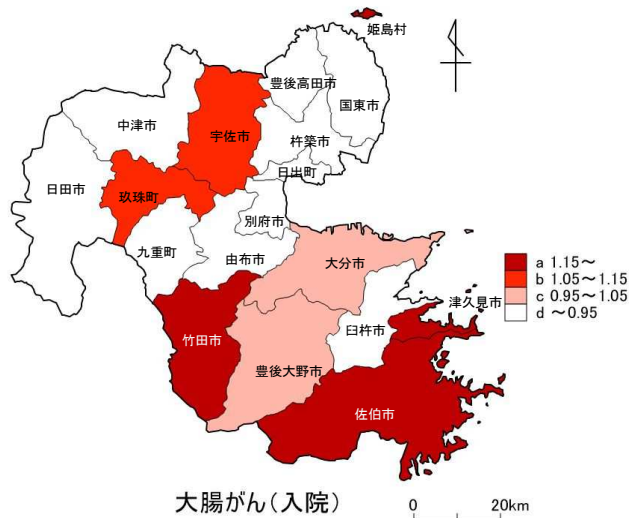 姫島村
豊後高田市
国東市
中津市
宇佐市
杵築市
日出町
日田市
玖珠町
別府市
九重町
由布市
大分市
a 1.15～
b 1.05～1.15
c 0.95～1.05
d ～0.95
津久見市
臼杵市
竹田市
豊後大野市
佐伯市
大腸がん(入院)
0 20km